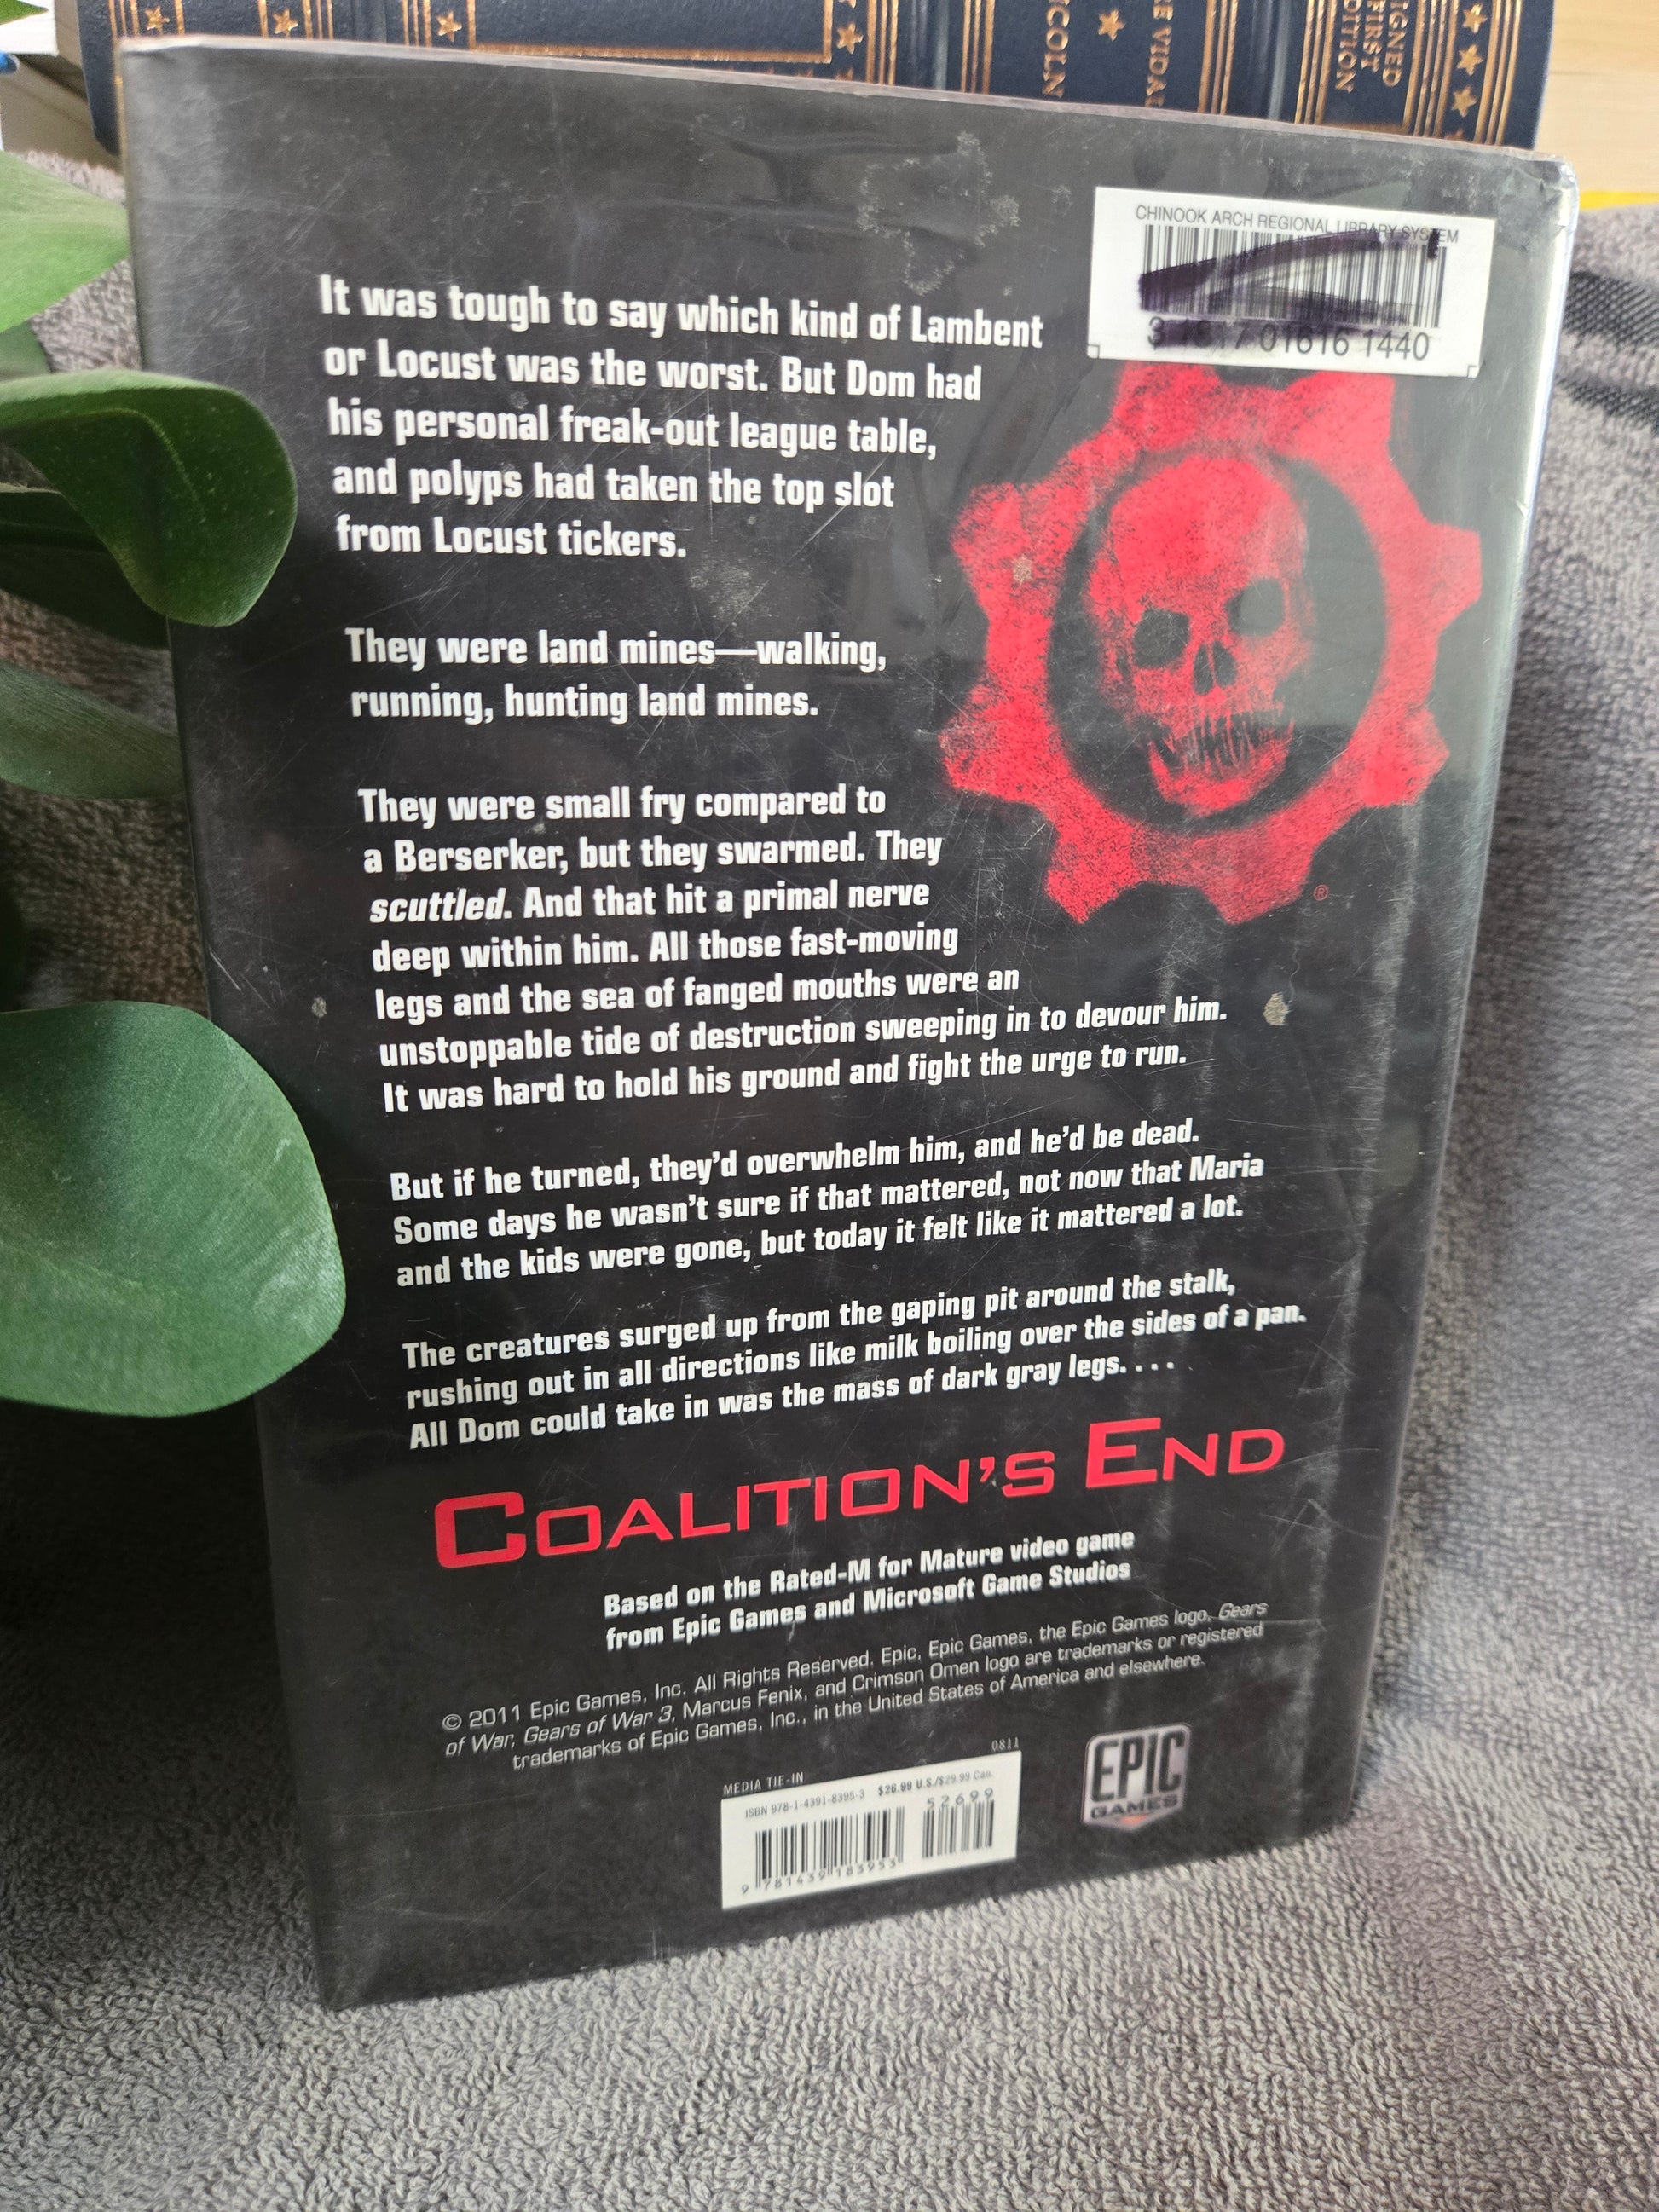 COLN
E VIDAL
IGNED
FIRST
DITION
CHINOOK ARCH REGIONAL LIBRARY SYSTEM
3 1817 01616 1440
It was tough to say which kind of Lambent
or Locust was the worst. But Dom had
his personal freak-out league table,
and polyps had taken the top slot
from Locust tickers.
They were land mines—walking,
running, hunting land mines.
They were small fry compared to
a Berserker, but they swarmed. They
scuttled. And that hit a primal nerve
deep within him. All those fast-moving
legs and the sea of fanged mouths were an
unstoppable tide of destruction sweeping in to devour him.
It was hard to hold his ground and fight the urge to run.
But if he turned, they'd overwhelm him, and he'd be dead.
Some days he wasn't sure if that mattered, not now that Maria
and the kids were gone, but today it felt like it mattered a lot.
The creatures surged up from the gaping pit around the stalk,
rushing out in all directions like milk boiling over the sides of a pan.
All Dom could take in was the mass of dark gray legs. . . .
®
COALITION'S END
Based on the Rated-M for Mature video game
from Epic Games and Microsoft Game Studios
© 2011 Epic Games, Inc. All Rights Reserved. Epic, Epic Games, the Epic Games logo, Gears
of War, Gears of War 3, Marcus Fenix, and Crimson Omen logo are trademarks or registered
trademarks of Epic Games, Inc., in the United States of America and elsewhere.
MEDIA TIE-IN
0811
ISBN 978-1-4391-8395-3 $26.99 U.S./$29.99 Can.
52699
9 781439 183953
EPIC
GAMES